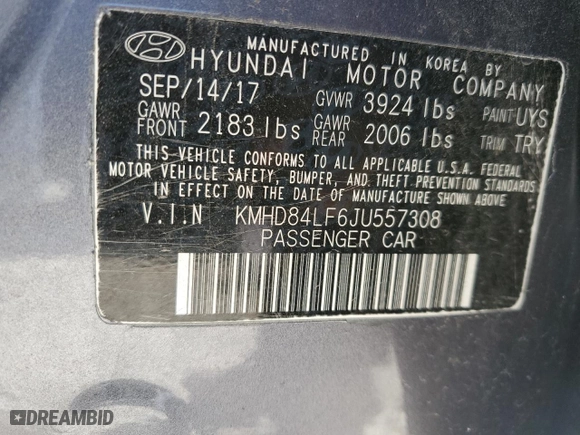 MANUFACTURED IN KOREA BY
HYUNDAI MOTOR COMPANY
SEP/14/17 GVWR 3924 lbs PAINT UYS
GAWR FRONT 2183 lbs GAWR REAR 2006 lbs TRIM TRY
THIS VEHICLE CONFORMS TO ALL APPLICABLE U.S.A. FEDERAL
MOTOR VEHICLE SAFETY, BUMPER, AND THEFT PREVENTION STANDARDS
IN EFFECT ON THE DATE OF MANUFACTURE SHOWN ABOVE.
V.I.N KMHD84LF6JU557308
PASSENGER CAR
DREAMBID